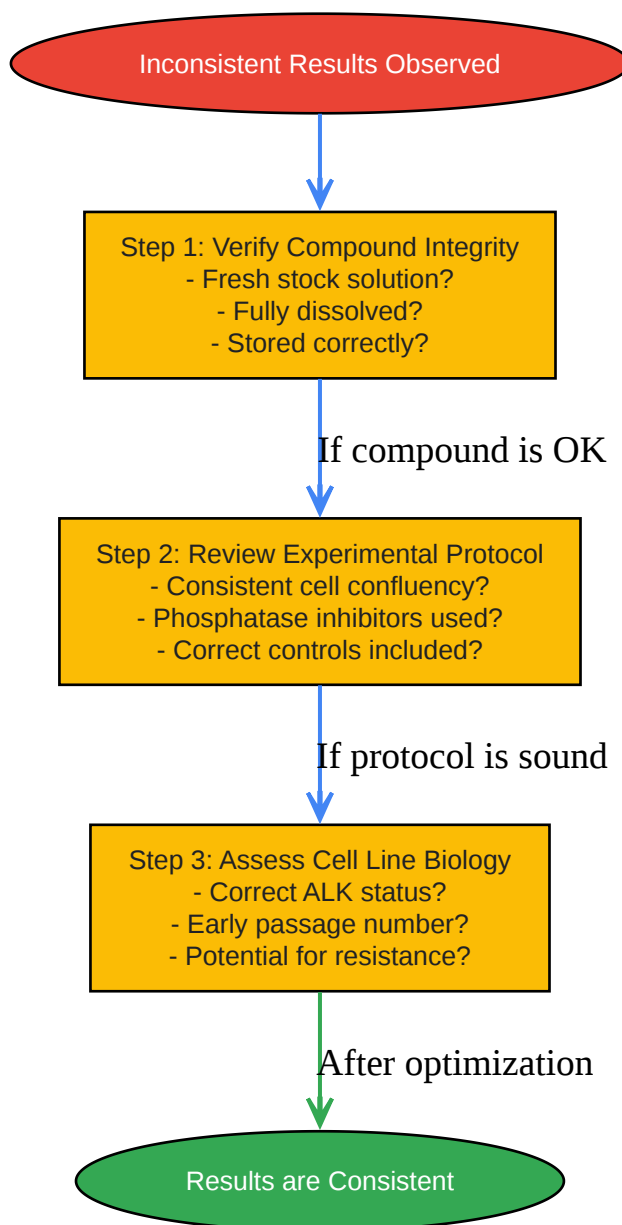 Inconsistent Results Observed
Step 1: Verify Compound Integrity
- Fresh stock solution?
- Fully dissolved?
- Stored correctly?
If compound is OK
Step 2: Review Experimental Protocol
- Consistent cell confluency?
- Phosphatase inhibitors used?
- Correct controls included?
If protocol is sound
Step 3: Assess Cell Line Biology
- Correct ALK status?
- Early passage number?
- Potential for resistance?
After optimization
Results are Consistent